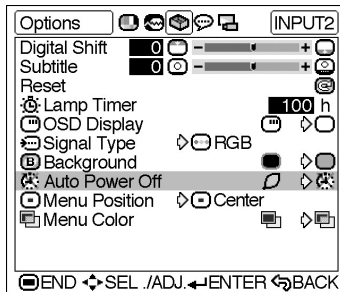 Options INPUT2
Digital Shift 0 - +
Subtitle 0 - +
Reset
Lamp Timer 100 h
OSD Display
Signal Type RGB
B Background
Auto Power Off
Menu Position Center
Menu Color
END SEL ./ADJ. ENTER BACK